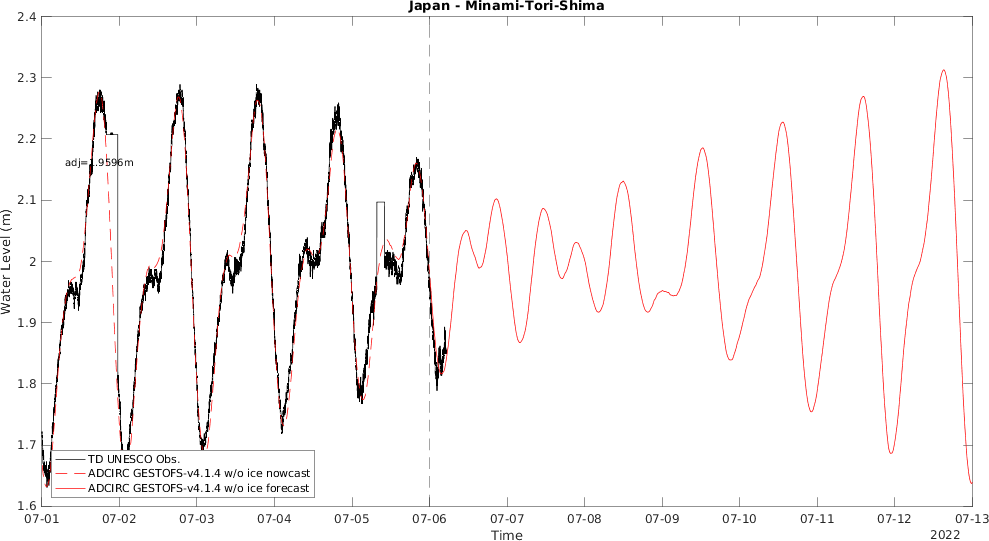 Japan - Minami-Tori-Shima
2.4
2.3
2.2
2.1
2
1.9
1.8
1.7
1.6
Water Level (m)
adj=1.9596m
TD UNESCO Obs.
ADCIRC GESTOFS-v4.1.4 w/o ice nowcast
ADCIRC GESTOFS-v4.1.4 w/o ice forecast
07-01 07-02 07-03 07-04 07-05 07-06 07-07 07-08 07-09 07-10 07-11 07-12 07-13
Time
2022